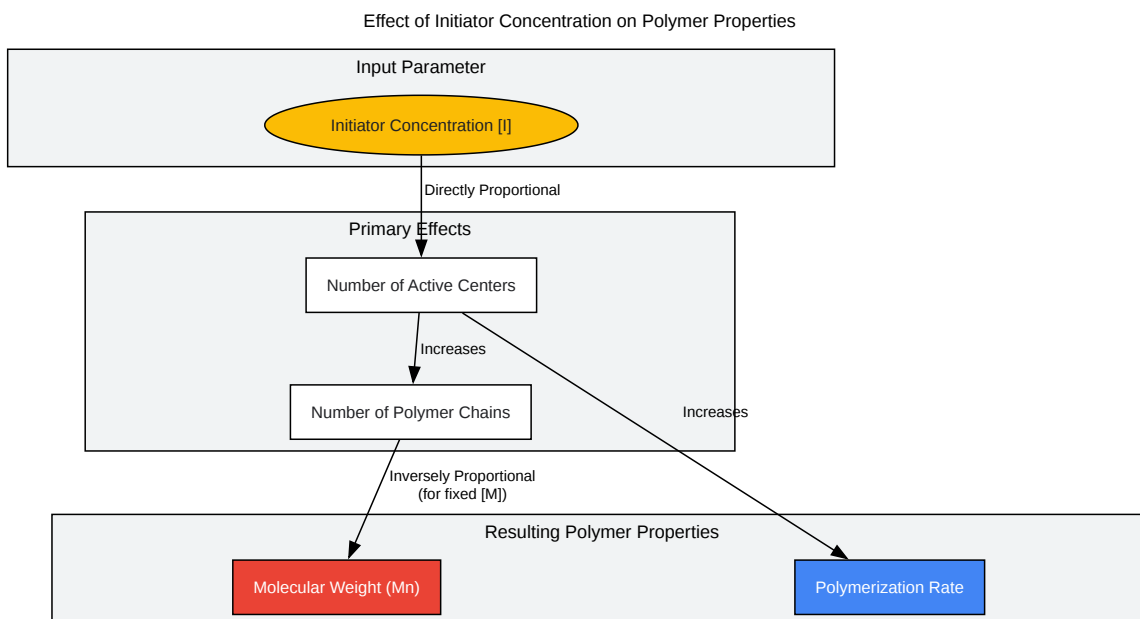 Effect of Initiator Concentration on Polymer Properties
Input Parameter
Initiator Concentration [I]
Directly Proportional
Primary Effects
Number of Active Centers
Increases
Number of Polymer Chains
Increases
Inversely Proportional
(for fixed [M])
Resulting Polymer Properties
Molecular Weight (Mn)
Polymerization Rate